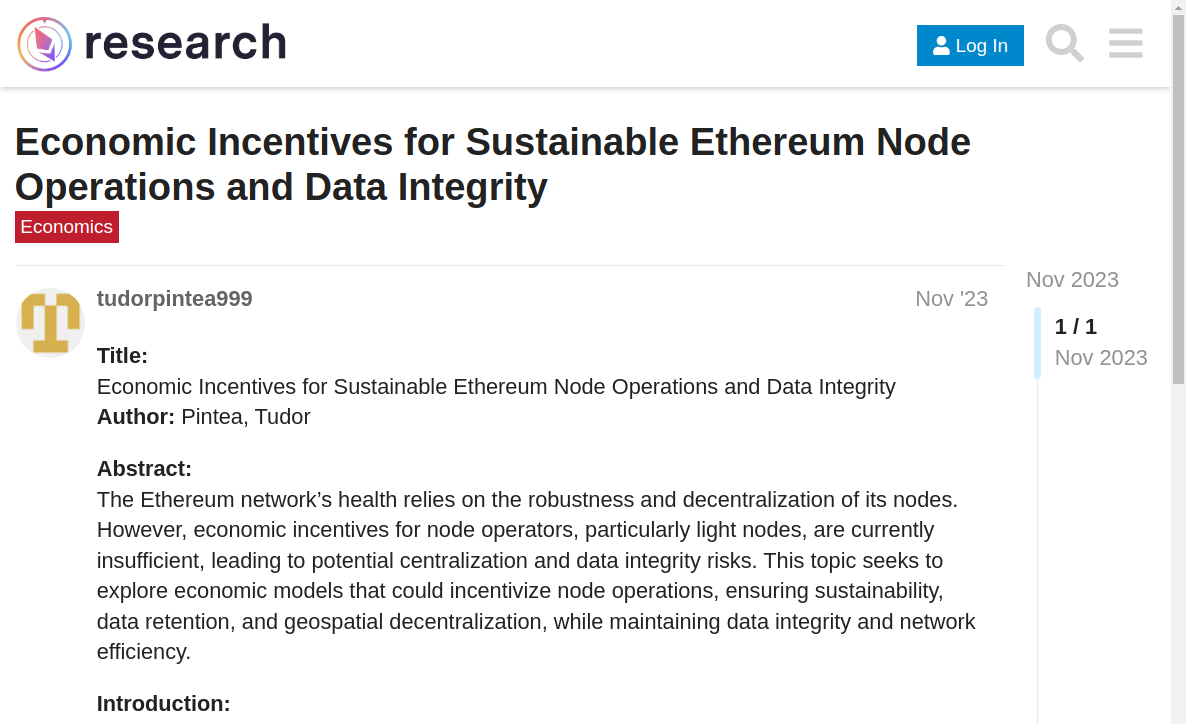 research
Log In
Economic Incentives for Sustainable Ethereum Node
Operations and Data Integrity
Economics
Nov 2023
tudorpintea999
Nov '23
1 / 1
Nov 2023
Title:
Economic Incentives for Sustainable Ethereum Node Operations and Data Integrity
Author: Pintea, Tudor
Abstract:
The Ethereum network’s health relies on the robustness and decentralization of its nodes.
However, economic incentives for node operators, particularly light nodes, are currently
insufficient, leading to potential centralization and data integrity risks. This topic seeks to
explore economic models that could incentivize node operations, ensuring sustainability,
data retention, and geospatial decentralization, while maintaining data integrity and network
efficiency.
Introduction: